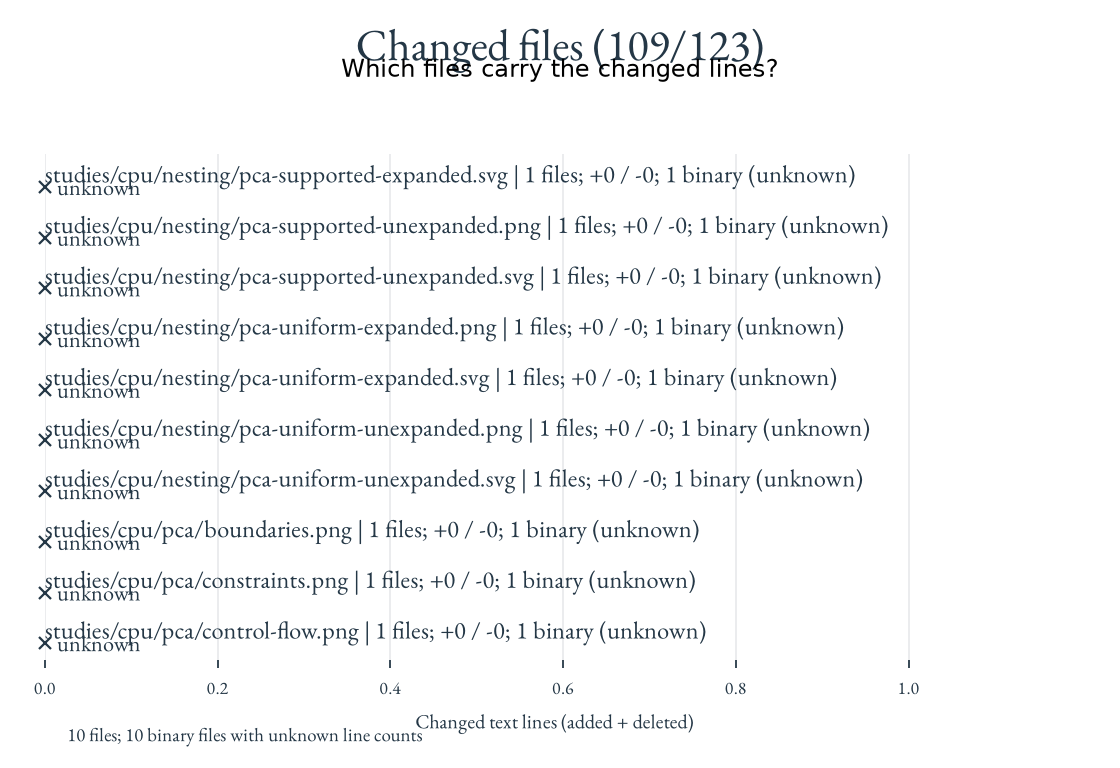 Changed files (109/123)
Which files carry the changed lines?
studies/cpu/nesting/pca-supported-expanded.svg | 1 files; +0 / -0; 1 binary (unknown)
unknown
studies/cpu/nesting/pca-supported-unexpanded.png | 1 files; +0 / -0; 1 binary (unknown)
unknown
studies/cpu/nesting/pca-supported-unexpanded.svg | 1 files; +0 / -0; 1 binary (unknown)
unknown
studies/cpu/nesting/pca-uniform-expanded.png | 1 files; +0 / -0; 1 binary (unknown)
unknown
studies/cpu/nesting/pca-uniform-expanded.svg | 1 files; +0 / -0; 1 binary (unknown)
unknown
studies/cpu/nesting/pca-uniform-unexpanded.png | 1 files; +0 / -0; 1 binary (unknown)
unknown
studies/cpu/nesting/pca-uniform-unexpanded.svg | 1 files; +0 / -0; 1 binary (unknown)
unknown
studies/cpu/pca/boundaries.png | 1 files; +0 / -0; 1 binary (unknown)
unknown
studies/cpu/pca/constraints.png | 1 files; +0 / -0; 1 binary (unknown)
unknown
studies/cpu/pca/control-flow.png | 1 files; +0 / -0; 1 binary (unknown)
unknown
0.0 0.2 0.4 0.6 0.8 1.0
Changed text lines (added + deleted)
10 files; 10 binary files with unknown line counts